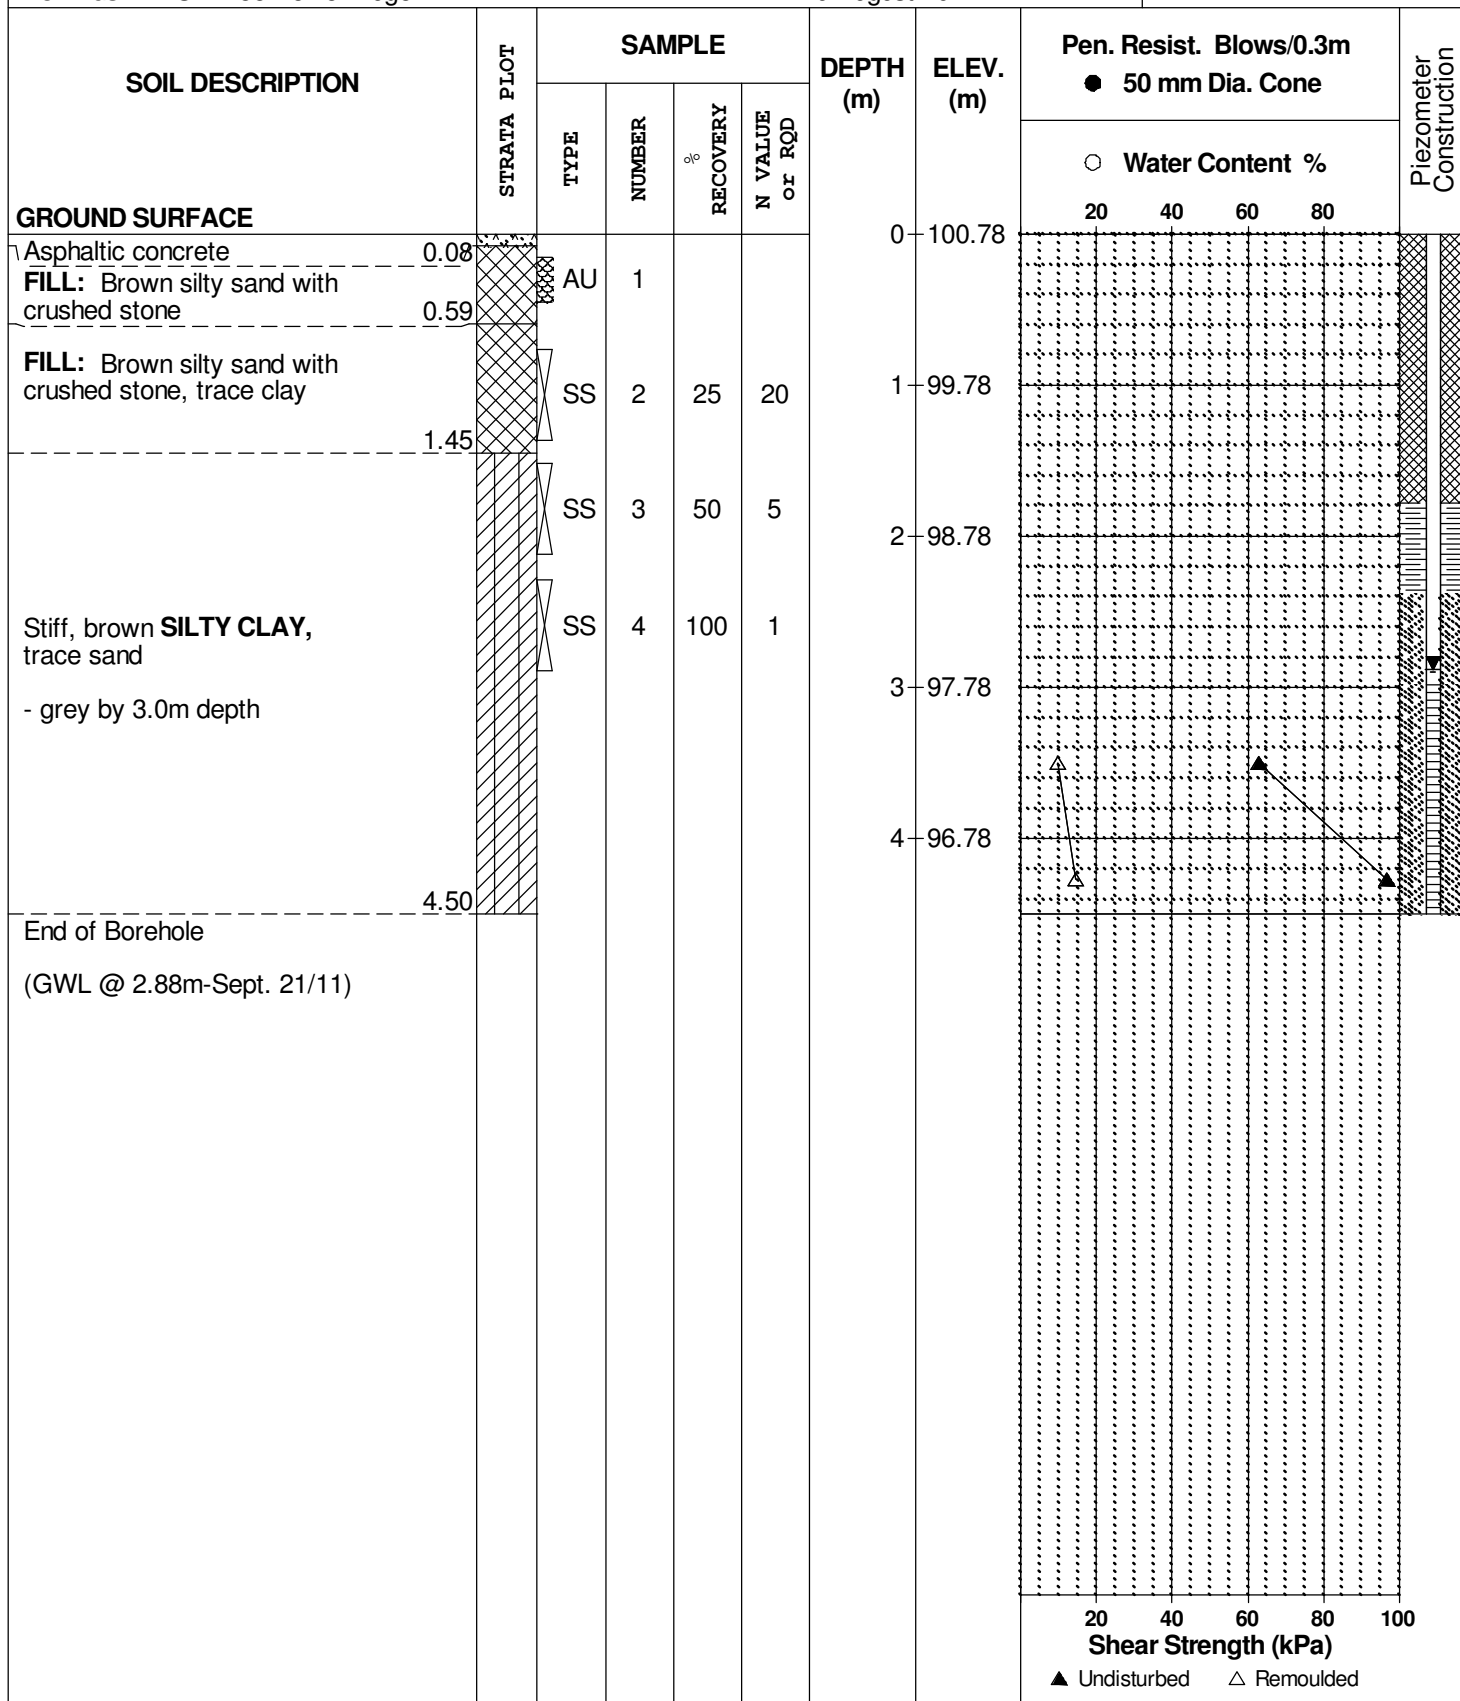 SOIL DESCRIPTION
GROUND SURFACE
STRATA PLOT
SAMPLE
TYPE
NUMBER
% RECOVERY
N VALUE or RQD
DEPTH (m)
ELEV. (m)
Pen. Resist. Blows/0.3m
● 50 mm Dia. Cone
○ Water Content %
20 40 60 80
Piezometer Construction
Asphaltic concrete 0.08
FILL: Brown silty sand with
crushed stone 0.59
AU 1
0 100.78
FILL: Brown silty sand with
crushed stone, trace clay
1.45
SS 2 25 20
1 99.78
SS 3 50 5
2 98.78
Stiff, brown SILTY CLAY,
trace sand
SS 4 100 1
- grey by 3.0m depth
3 97.78
4 96.78
4.50
End of Borehole
(GWL @ 2.88m-Sept. 21/11)
20 40 60 80 100
Shear Strength (kPa)
▲ Undisturbed △ Remoulded